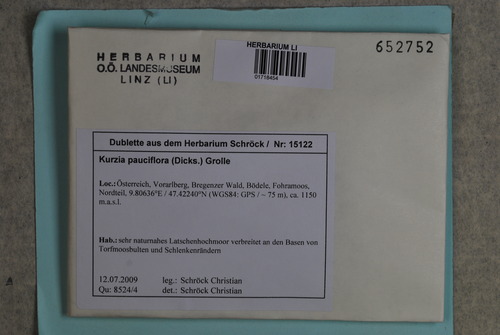 HERBARIUM
O.Ö. LANDESMUSEUM
LINZ (LI)
HERBARIUM LI
01718454
652752
Dublette aus dem Herbarium Schröck / Nr: 15122
Kurzia pauciflora (Dicks.) Grolle
Loc.: Österreich, Vorarlberg, Bregenzer Wald, Bödele, Fohramoos,
Nordteil, 9.80636°E / 47.42240°N (WGS84: GPS / ~ 75 m), ca. 1150
m.a.s.l.
Hab.: sehr naturnahes Latschenhochmoor verbreitet an den Basen von
Torfmoosbulten und Schlenkenrändern
12.07.2009 leg.: Schröck Christian
Qu: 8524/4 det.: Schröck Christian